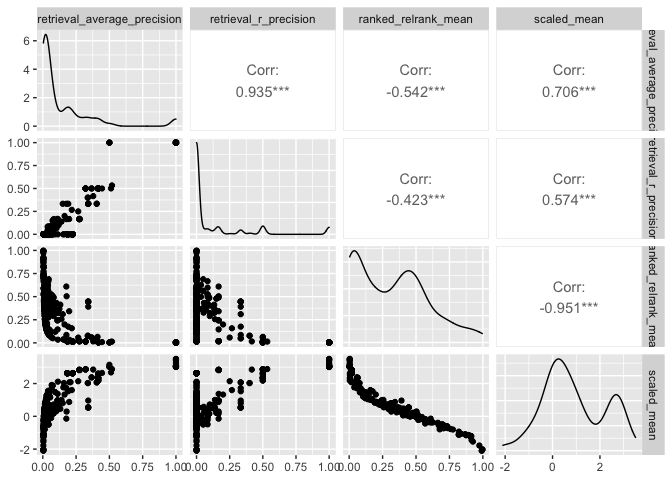 retrieval_average_precision retrieval_r_precision ranked_relrank_mean scaled_mean
6
4
2
0
Corr:
0.935***
Corr:
-0.542***
Corr:
0.706***
eval_average_preci
1.00
0.75
0.50
0.25
0.00
Corr:
-0.423***
Corr:
0.574***
etrieval_r_precision
1.00
0.75
0.50
0.25
0.00
Corr:
-0.951***
anked_relrank_mea
2
0
-2
scaled_mean
0.00 0.25 0.50 0.75 1.00 0.00 0.25 0.50 0.75 1.00 0.00 0.25 0.50 0.75 1.00 -2 0 2